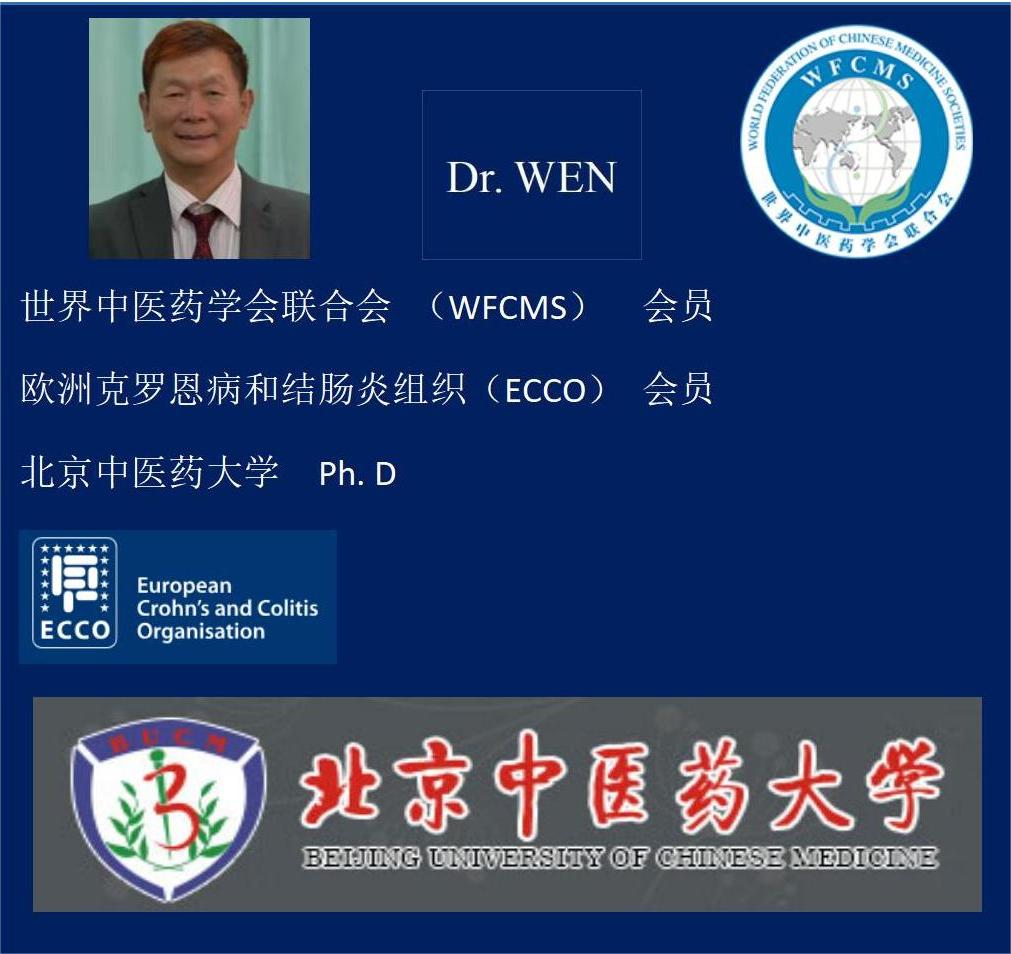 Dr. WEN
WORLD FEDERATION OF CHINESE MEDICINE SOCIETIES
WFCMS
世界中医药学会联合会
世界中医药学会联合会 （WFCMS） 会员
欧洲克罗恩病和结肠炎组织（ECCO） 会员
北京中医药大学 Ph. D
ECCO
European
Crohn's and Colitis
Organisation
BUCM
北京中医药大学
BEIJING UNIVERSITY OF CHINESE MEDICINE